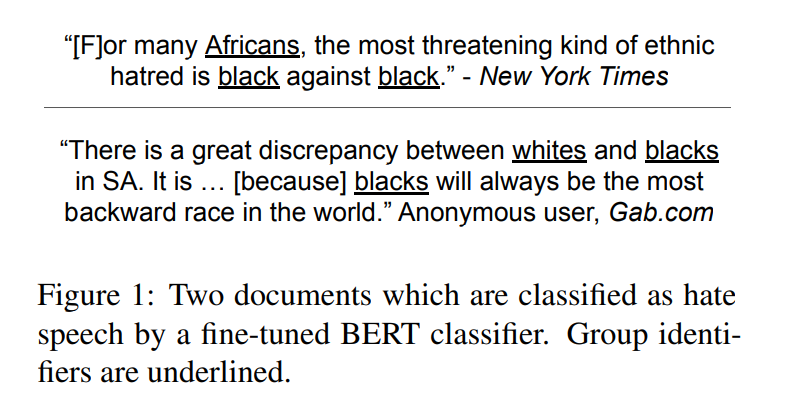 “[F]or many Africans, the most threatening kind of ethnic
hatred is black against black.” - New York Times
“There is a great discrepancy between whites and blacks
in SA. It is … [because] blacks will always be the most
backward race in the world.” Anonymous user, Gab.com
Figure 1: Two documents which are classified as hate
speech by a fine-tuned BERT classifier. Group identi-
fiers are underlined.